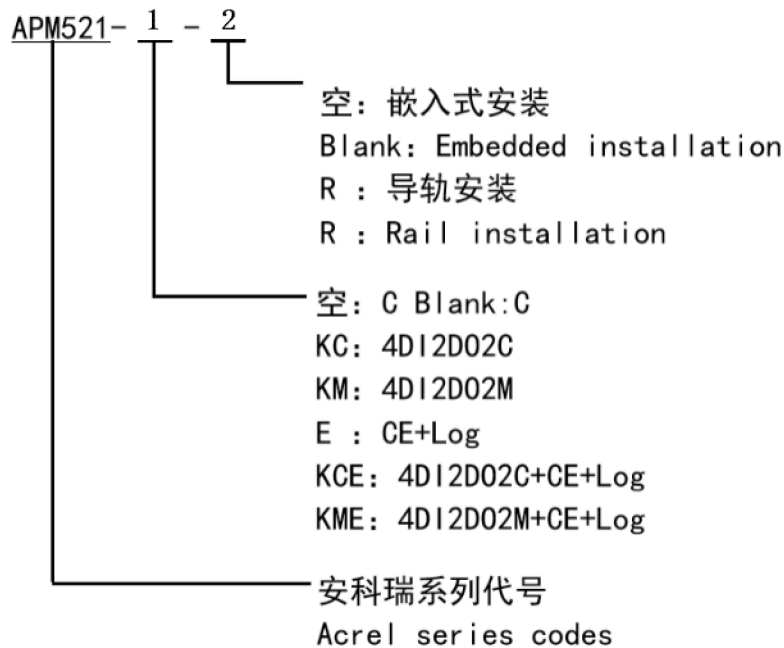 APM521- 1 - 2
空: 嵌入式安装
Blank: Embedded installation
R : 导轨安装
R : Rail installation
空: C Blank:C
KC: 4DI2DO2C
KM: 4DI2DO2M
E : CE+Log
KCE: 4DI2DO2C+CE+Log
KME: 4DI2DO2M+CE+Log
安科瑞系列代号
Acrel series codes